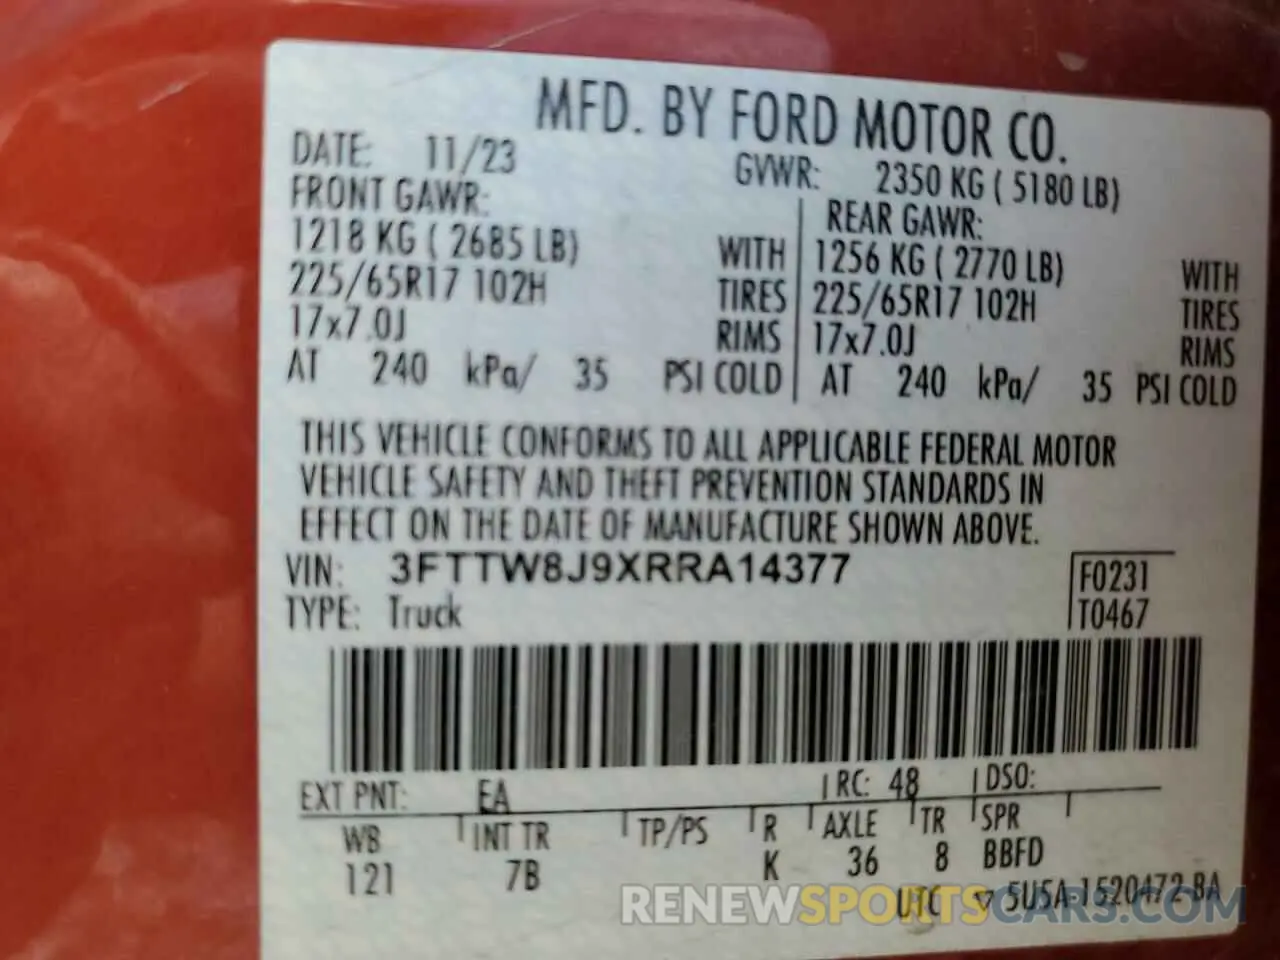 MFD. BY FORD MOTOR CO.
DATE: 11/23 GVWR: 2350 KG ( 5180 LB)
FRONT GAWR: REAR GAWR:
1218 KG ( 2685 LB) WITH 1256 KG ( 2770 LB) WITH
225/65R17 102H TIRES 225/65R17 102H TIRES
17x7.0J RIMS 17x7.0J RIMS
AT 240 kPa/ 35 PSI COLD AT 240 kPa/ 35 PSI COLD
THIS VEHICLE CONFORMS TO ALL APPLICABLE FEDERAL MOTOR
VEHICLE SAFETY AND THEFT PREVENTION STANDARDS IN
EFFECT ON THE DATE OF MANUFACTURE SHOWN ABOVE.
VIN: 3FTTW8J9XRRA14377 F0231
TYPE: Truck T0467
EXT PNT: EA RC: 48 DSO:
WB INT TR TP/PS R AXLE TR SPR
121 7B K 36 8 BBFD
UTC ▽ 5U5A-1520472-BA
RENEWSPORTSCARS.COM